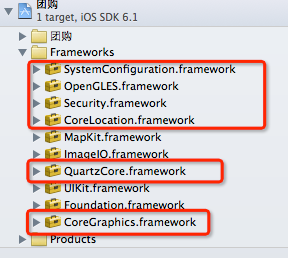 团购
1 target, iOS SDK 6.1
团购
Frameworks
SystemConfiguration.framework
OpenGLES.framework
Security.framework
CoreLocation.framework
MapKit.framework
ImageIO.framework
QuartzCore.framework
UIKit.framework
Foundation.framework
CoreGraphics.framework
Products